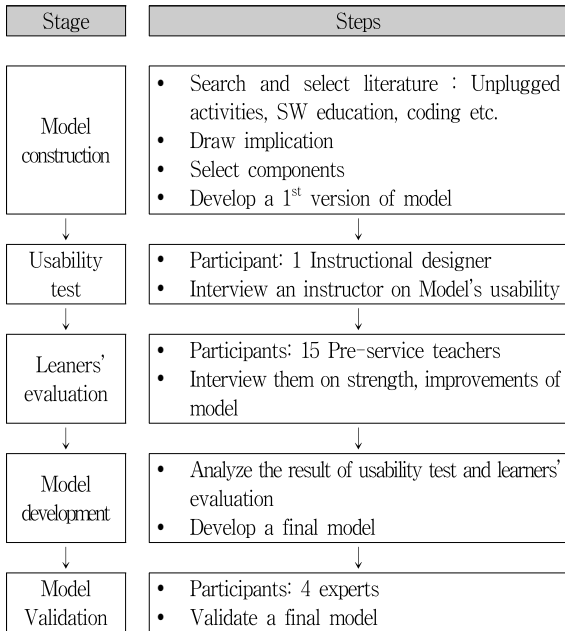 Stage
Steps
Model
construction
• Search and select literature : Unplugged
activities, SW education, coding etc.
• Draw implication
• Select components
• Develop a 1st version of model
Usability
test
• Participant: 1 Instructional designer
• Interview an instructor on Model's usability
Leaners'
evaluation
• Participants: 15 Pre-service teachers
• Interview them on strength, improvements of
model
Model
development
• Analyze the result of usability test and learners'
evaluation
• Develop a final model
Model
Validation
• Participants: 4 experts
• Validate a final model